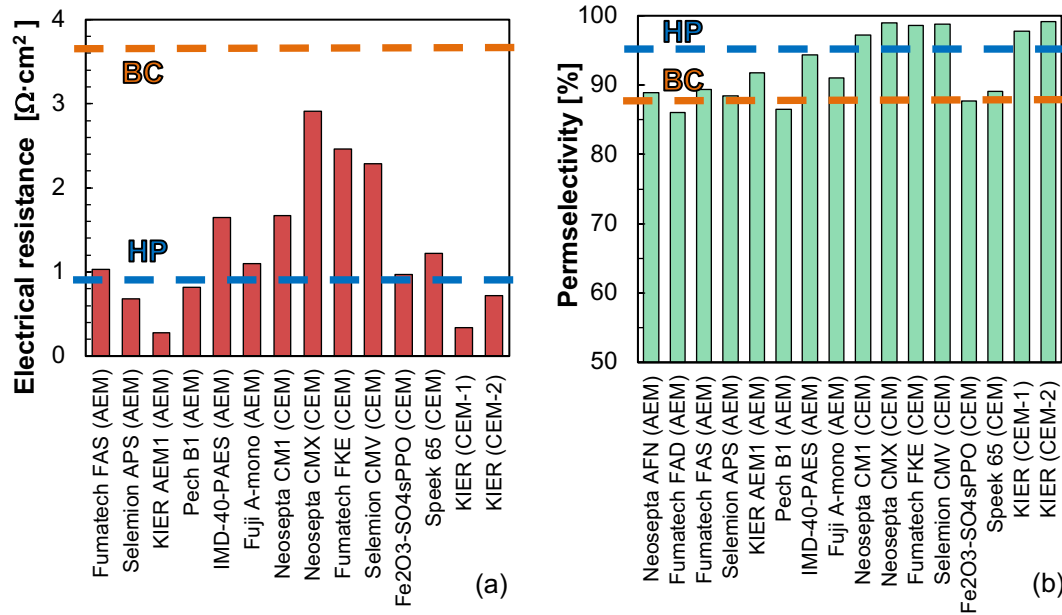 Electrical resistance [Ω·cm²]
4
3
2
1
0
BC
HP
Fumatech FAS (AEM)
Selemion APS (AEM)
KIER AEM1 (AEM)
Pech B1 (AEM)
IMD-40-PAES (AEM)
Fuji A-mono (AEM)
Neosepta CM1 (CEM)
Neosepta CMX (CEM)
Fumatech FKE (CEM)
Selemion CMV (CEM)
Fe2O3-SO4sPPO (CEM)
Speek 65 (CEM)
KIER (CEM-1)
KIER (CEM-2)
(a)
Permselectivity [%]
100
90
80
70
60
50
HP
BC
Neosepta AFN (AEM)
Fumatech FAD (AEM)
Fumatech FAS (AEM)
Selemion APS (AEM)
KIER AEM1 (AEM)
Pech B1 (AEM)
IMD-40-PAES (AEM)
Fuji A-mono (AEM)
Neosepta CM1 (CEM)
Neosepta CMX (CEM)
Fumatech FKE (CEM)
Selemion CMV (CEM)
Fe2O3-SO4sPPO (CEM)
Speek 65 (CEM)
KIER (CEM-1)
KIER (CEM-2)
(b)